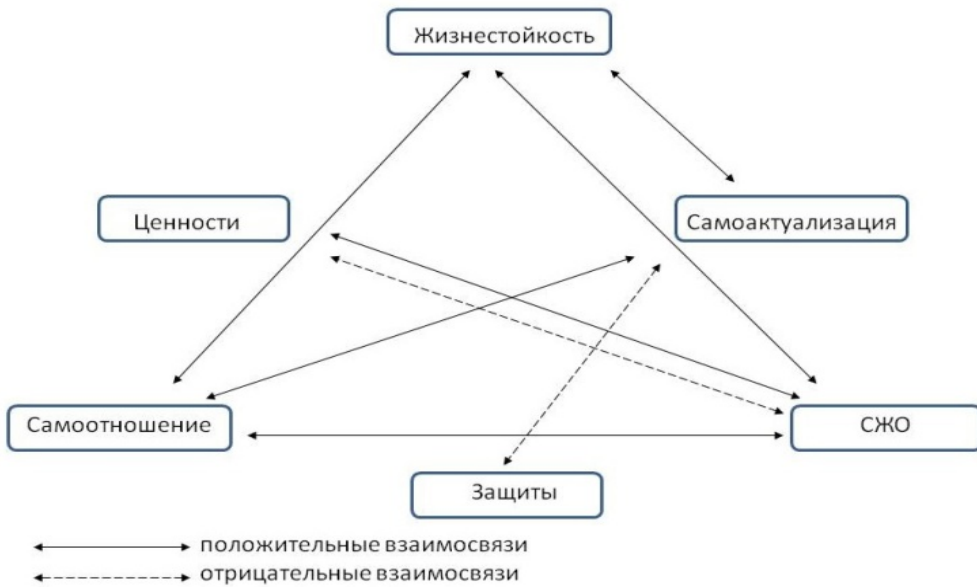 Жизнестойкость
Ценности
Самоактуализация
Самоотношение
СЖО
Защиты
положительные взаимосвязи
отрицательные взаимосвязи